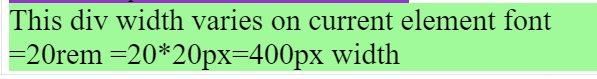 This div width varies on current element font
=20rem =20*20px=400px width